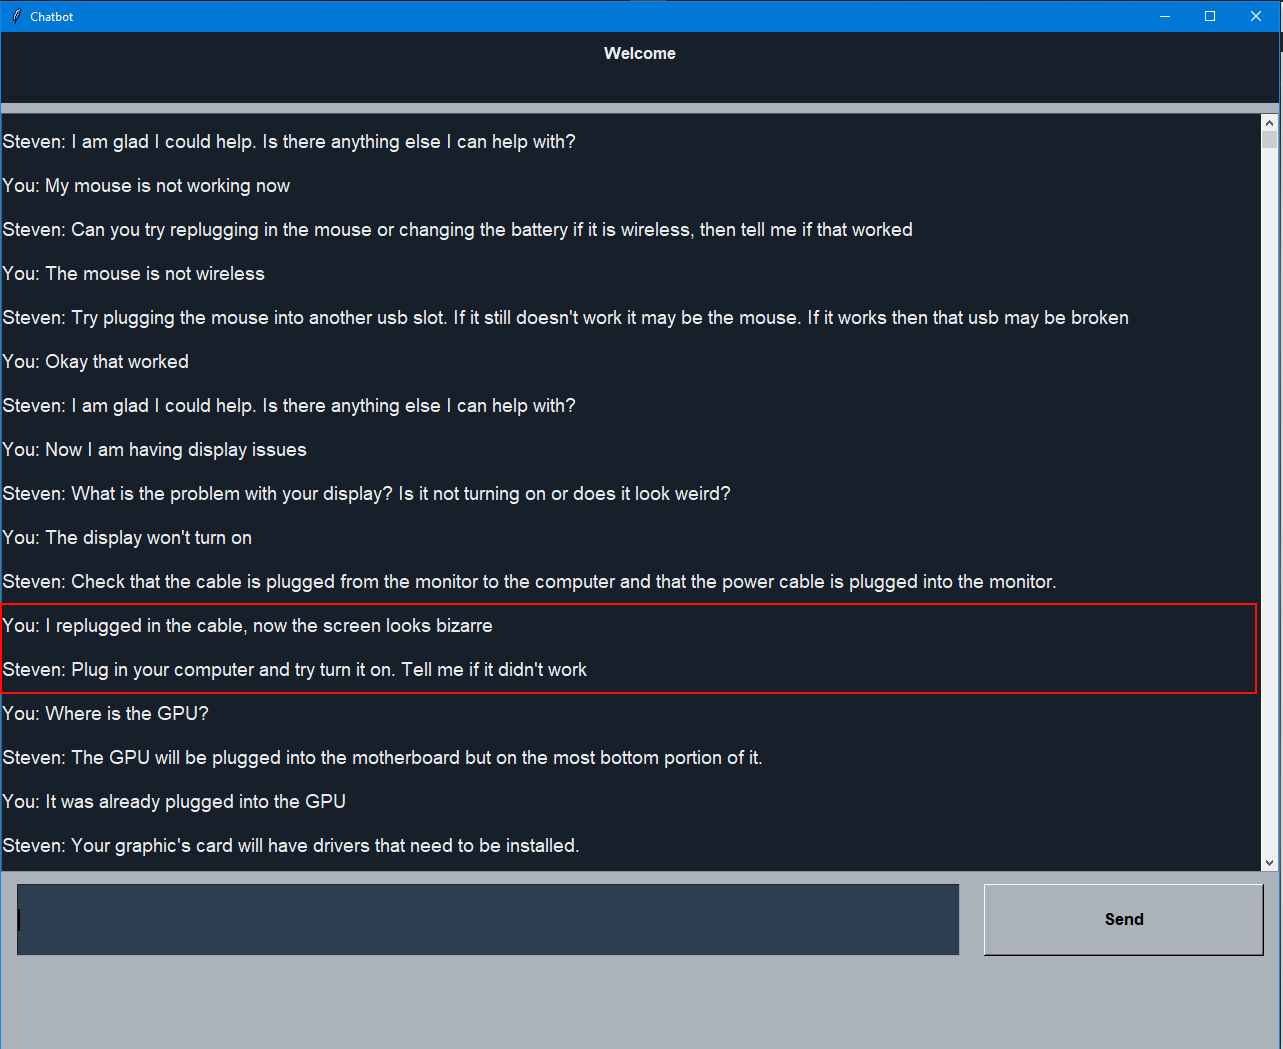 Chatbot
Welcome
Steven: I am glad I could help. Is there anything else I can help with?
You: My mouse is not working now
Steven: Can you try replugging in the mouse or changing the battery if it is wireless, then tell me if that worked
You: The mouse is not wireless
Steven: Try plugging the mouse into another usb slot. If it still doesn't work it may be the mouse. If it works then that usb may be broken
You: Okay that worked
Steven: I am glad I could help. Is there anything else I can help with?
You: Now I am having display issues
Steven: What is the problem with your display? Is it not turning on or does it look weird?
You: The display won't turn on
Steven: Check that the cable is plugged from the monitor to the computer and that the power cable is plugged into the monitor.
You: I replugged in the cable, now the screen looks bizarre
Steven: Plug in your computer and try turn it on. Tell me if it didn't work
You: Where is the GPU?
Steven: The GPU will be plugged into the motherboard but on the most bottom portion of it.
You: It was already plugged into the GPU
Steven: Your graphic's card will have drivers that need to be installed.
Send